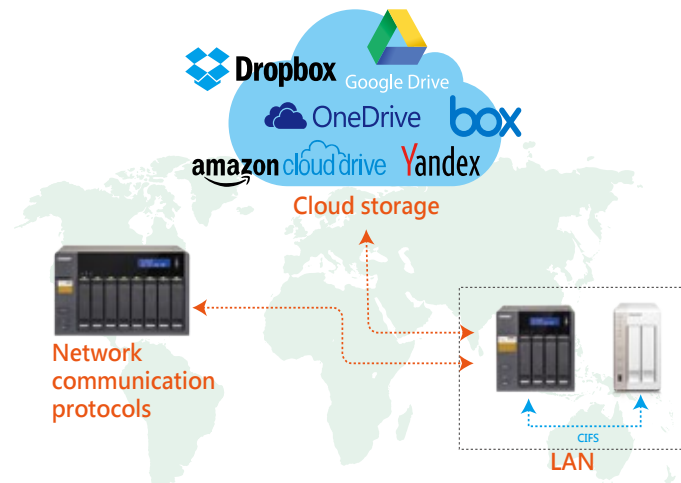 Dropbox
Google Drive
OneDrive
box
amazon cloud drive
Yandex
Cloud storage
Network
communication
protocols
CIFS
LAN